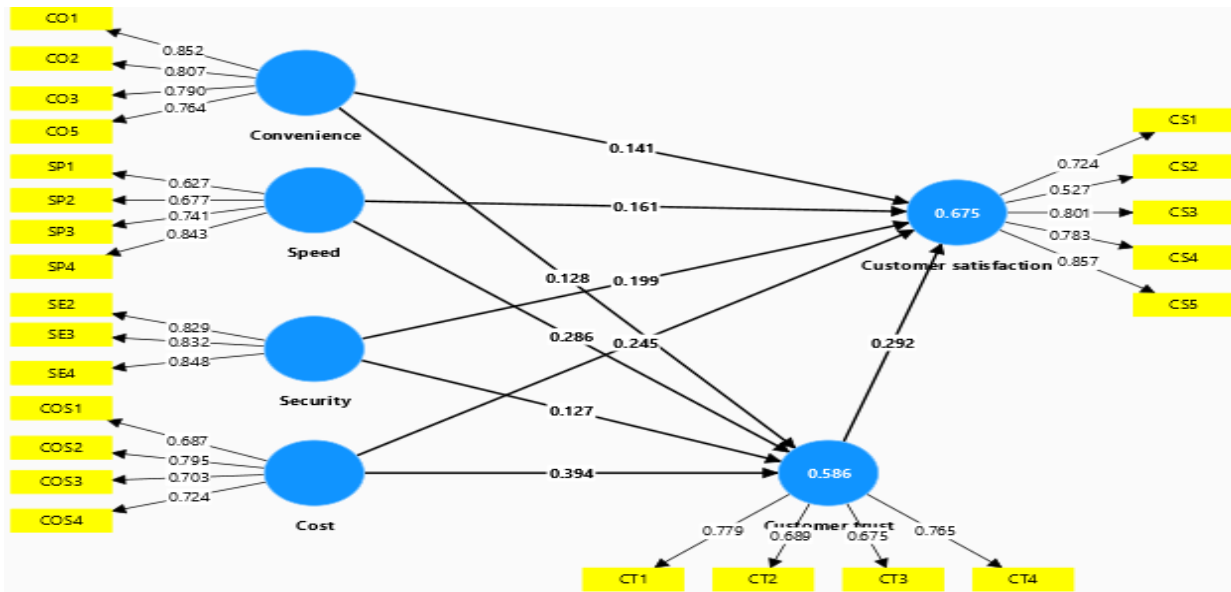 CO1
0.852
CO2
0.807
CO3
0.790
CO5
0.764
Convenience
SP1
0.627
SP2
0.677
SP3
0.741
SP4
0.843
Speed
SE2
0.829
SE3
0.832
SE4
0.848
Security
COS1
0.687
COS2
0.795
COS3
0.703
COS4
0.724
Cost
0.141
0.161
0.128
0.199
0.286
0.245
0.127
0.394
0.292
0.675
Customer satisfaction
CS1
0.724
CS2
0.527
CS3
0.801
CS4
0.783
CS5
0.857
0.586
Customer trust
0.779
0.689
0.675
0.765
CT1
CT2
CT3
CT4